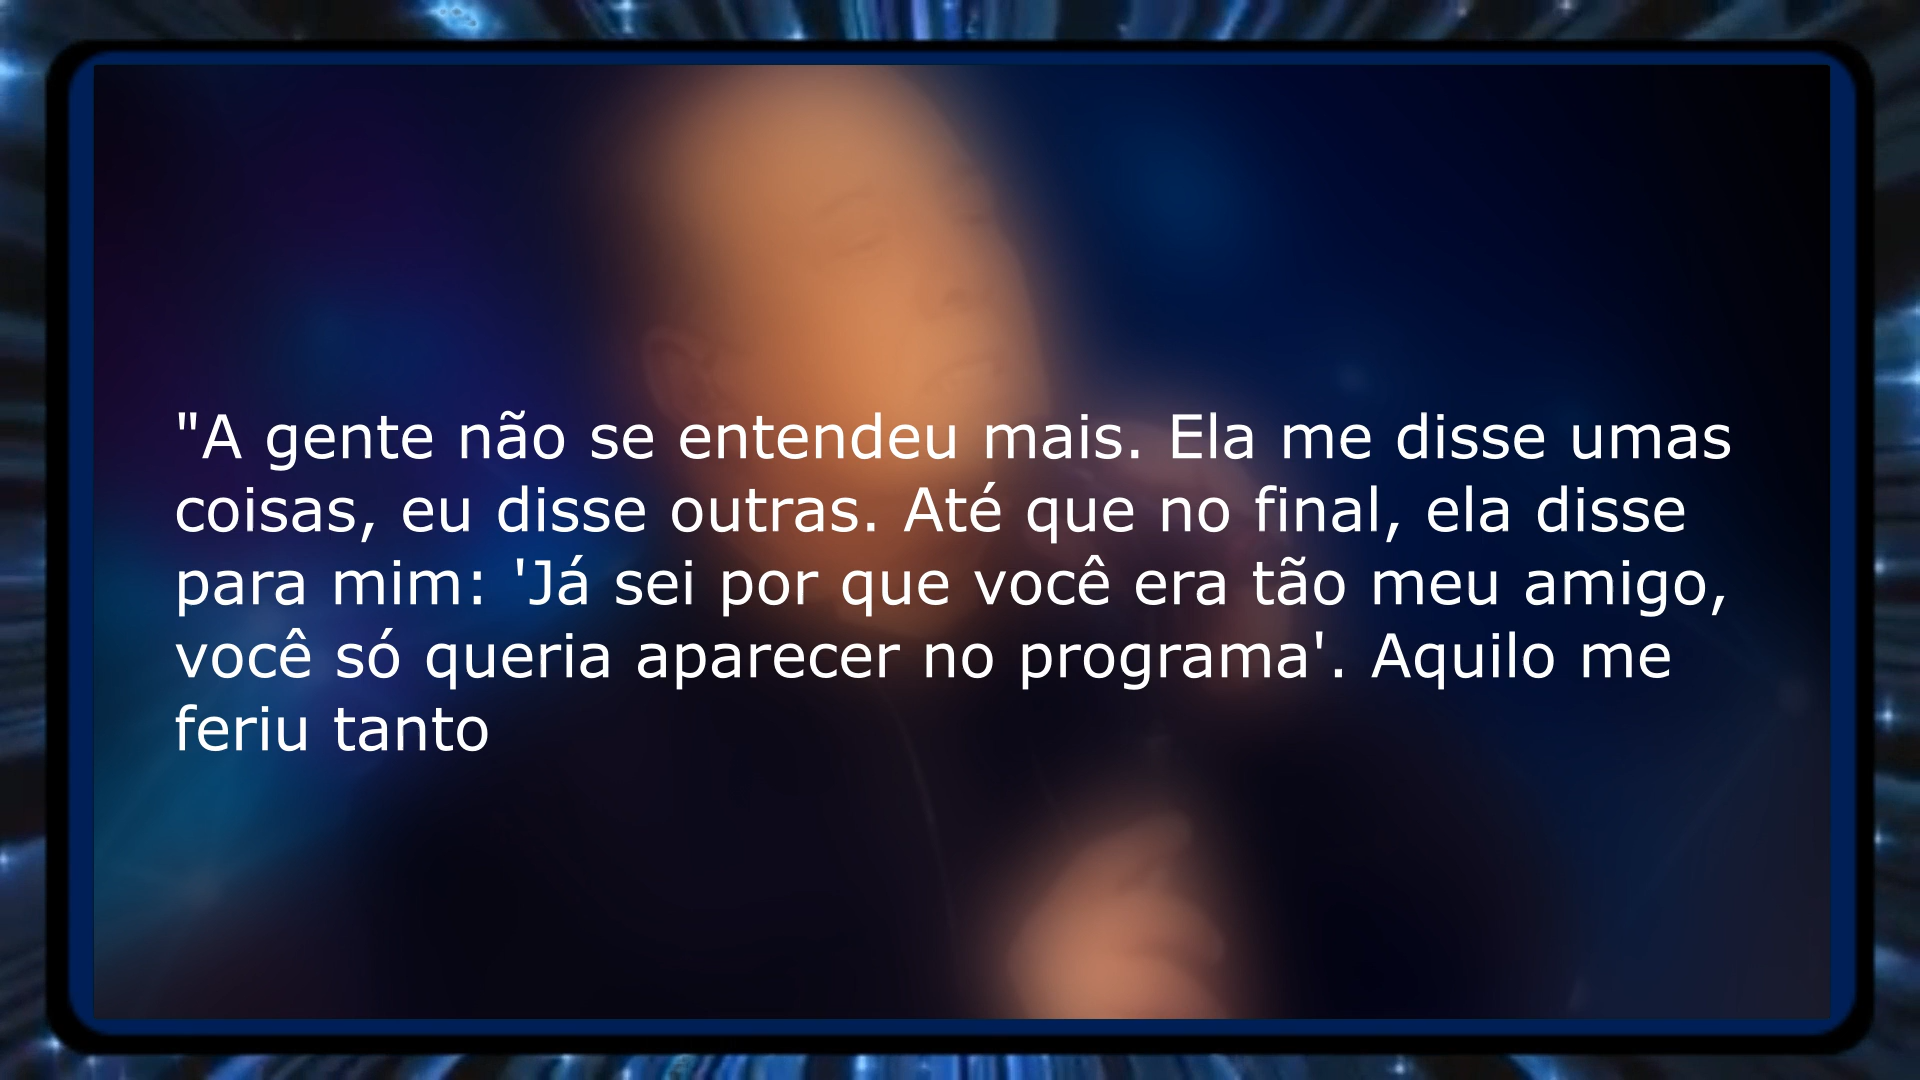 "A gente não se entendeu mais. Ela me disse umas
coisas, eu disse outras. Até que no final, ela disse
para mim: 'Já sei por que você era tão meu amigo,
você só queria aparecer no programa'. Aquilo me
feriu tanto